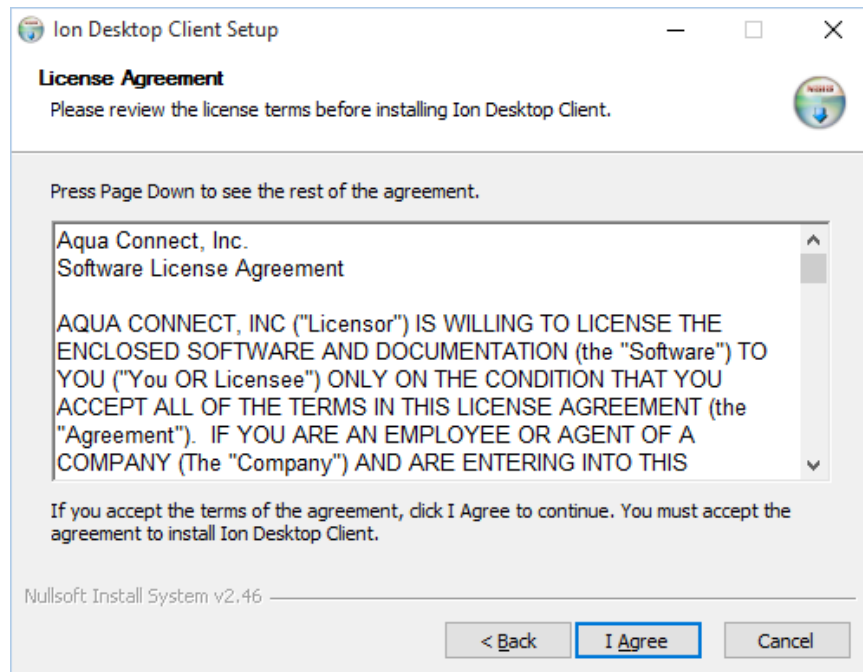 Ion Desktop Client Setup
License Agreement
Please review the license terms before installing Ion Desktop Client.
Press Page Down to see the rest of the agreement.
Aqua Connect, Inc.
Software License Agreement
AQUA CONNECT, INC ("Licensor") IS WILLING TO LICENSE THE
ENCLOSED SOFTWARE AND DOCUMENTATION (the "Software") TO
YOU ("You OR Licensee") ONLY ON THE CONDITION THAT YOU
ACCEPT ALL OF THE TERMS IN THIS LICENSE AGREEMENT (the
"Agreement").  IF YOU ARE AN EMPLOYEE OR AGENT OF A
COMPANY (The "Company") AND ARE ENTERING INTO THIS
If you accept the terms of the agreement, click I Agree to continue. You must accept the
agreement to install Ion Desktop Client.
Nullsoft Install System v2.46
< Back
I Agree
Cancel